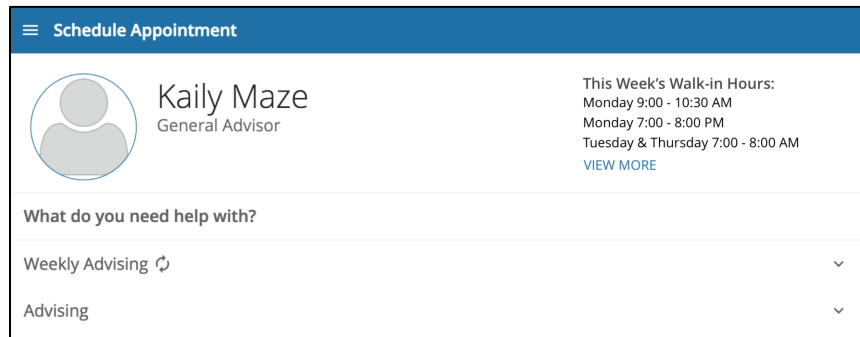 Schedule Appointment
Kaily Maze
General Advisor
This Week's Walk-in Hours:
Monday 9:00 - 10:30 AM
Monday 7:00 - 8:00 PM
Tuesday & Thursday 7:00 - 8:00 AM
VIEW MORE
What do you need help with?
Weekly Advising
Advising